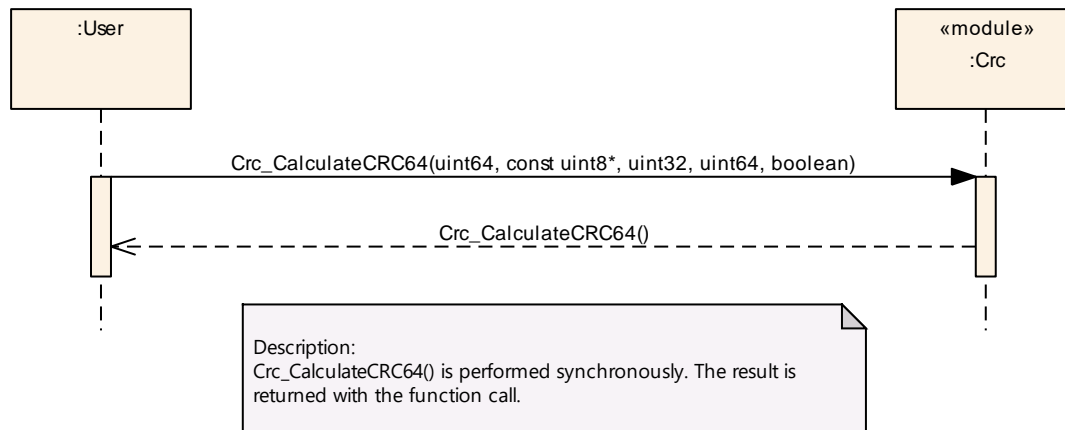 :User
«module»
:Crc
Crc_CalculateCRC64(uint64, const uint8*, uint32, uint64, boolean)
Crc_CalculateCRC64()
Description:
Crc_CalculateCRC64() is performed synchronously. The result is
returned with the function call.